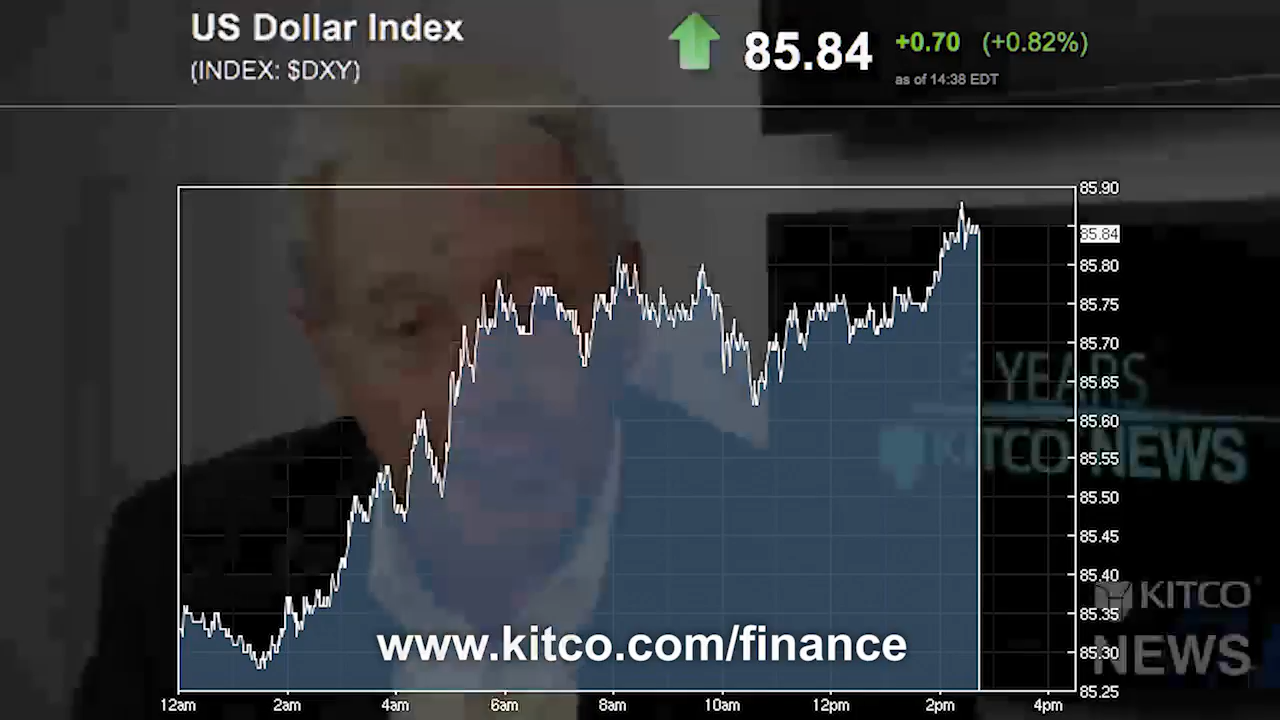 US Dollar Index
(INDEX: $DXY)
85.84
+0.70 (+0.82%)
as of 14:38 EDT
85.90
85.84
85.80
85.75
85.70
85.65
85.60
85.55
85.50
85.45
85.40
85.35
85.30
85.25
YEARS
KITCO NEWS
KITCO
NEWS
www.kitco.com/finance
12am
2am
4am
6am
8am
10am
12pm
2pm
4pm